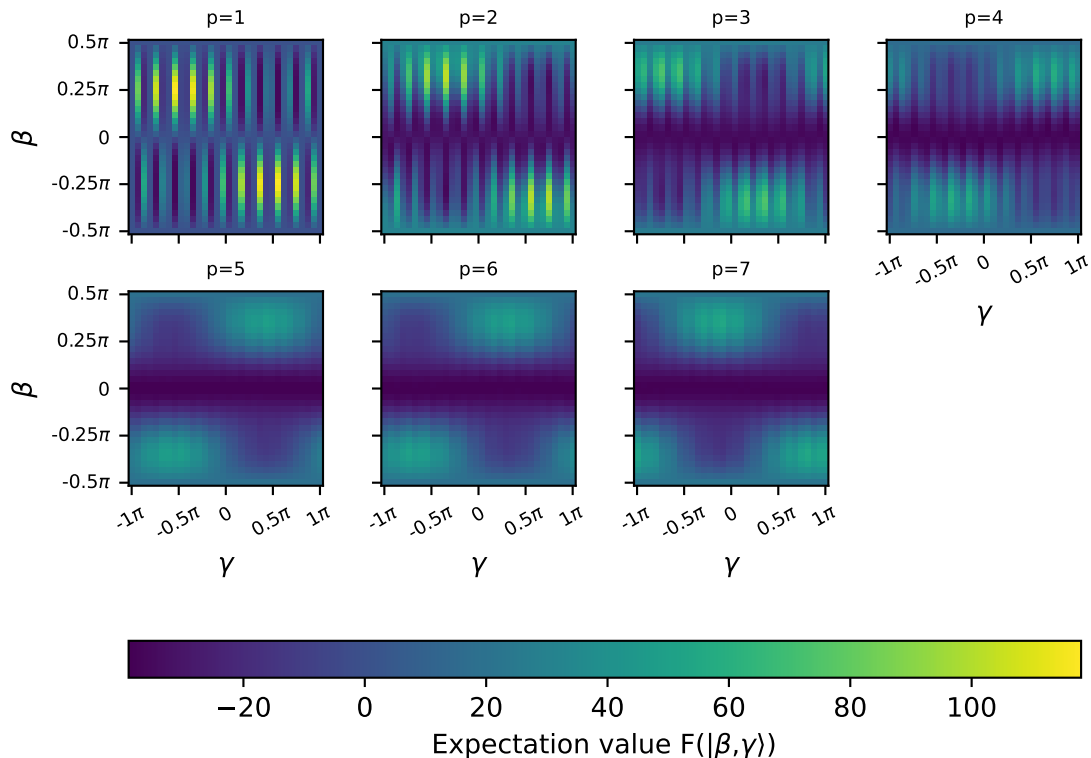 p=1 p=2 p=3 p=4
0.5π
0.25π
0
-0.25π
-0.5π
β
-1π -0.5π 0 0.5π 1π
γ
p=5 p=6 p=7
0.5π
0.25π
0
-0.25π
-0.5π
β
-1π -0.5π 0 0.5π 1π -1π -0.5π 0 0.5π 1π -1π -0.5π 0 0.5π 1π
γ γ γ
−20 0 20 40 60 80 100
Expectation value F(|β,γ⟩)